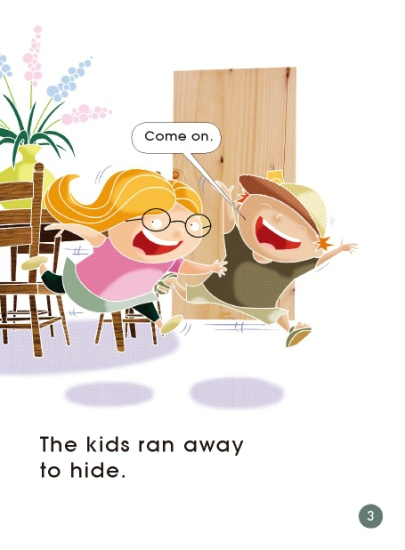 Come on.
The kids ran away
to hide.
3